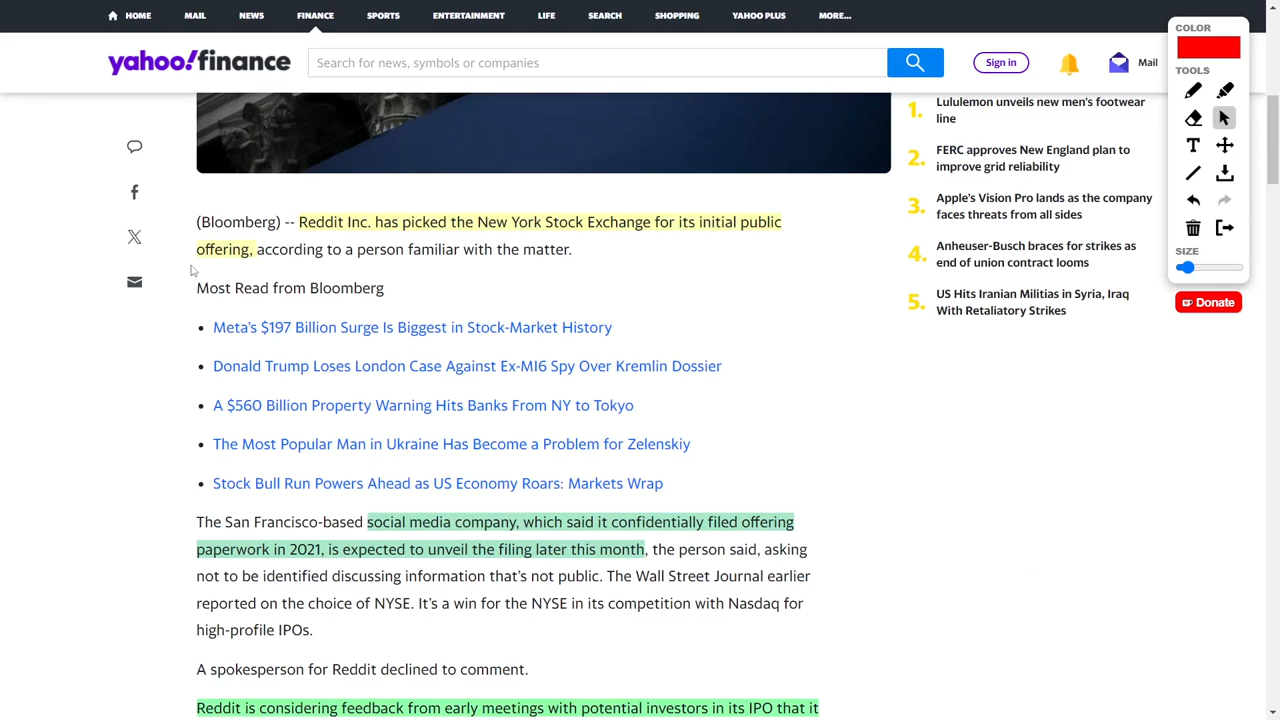 HOME MAIL NEWS FINANCE SPORTS ENTERTAINMENT LIFE SEARCH SHOPPING YAHOO PLUS MORE...
yahoo!finance
Search for news, symbols or companies
Sign in
Mail
COLOR
TOOLS
SIZE
Donate
1. Lululemon unveils new men's footwear
line
2. FERC approves New England plan to
improve grid reliability
3. Apple's Vision Pro lands as the company
faces threats from all sides
4. Anheuser-Busch braces for strikes as
end of union contract looms
5. US Hits Iranian Militias in Syria, Iraq
With Retaliatory Strikes
(Bloomberg) -- Reddit Inc. has picked the New York Stock Exchange for its initial public
offering, according to a person familiar with the matter.
Most Read from Bloomberg
• Meta's $197 Billion Surge Is Biggest in Stock-Market History
• Donald Trump Loses London Case Against Ex-MI6 Spy Over Kremlin Dossier
• A $560 Billion Property Warning Hits Banks From NY to Tokyo
• The Most Popular Man in Ukraine Has Become a Problem for Zelenskiy
• Stock Bull Run Powers Ahead as US Economy Roars: Markets Wrap
The San Francisco-based social media company, which said it confidentially filed offering
paperwork in 2021, is expected to unveil the filing later this month, the person said, asking
not to be identified discussing information that's not public. The Wall Street Journal earlier
reported on the choice of NYSE. It's a win for the NYSE in its competition with Nasdaq for
high-profile IPOs.
A spokesperson for Reddit declined to comment.
Reddit is considering feedback from early meetings with potential investors in its IPO that it